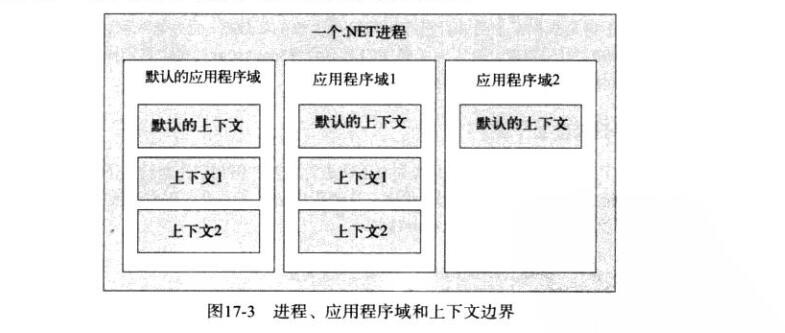 一个.NET进程
默认的应用程序域
默认的上下文
上下文1
上下文2
应用程序域1
默认的上下文
上下文1
上下文2
应用程序域2
默认的上下文
图17-3 进程、应用程序域和上下文边界